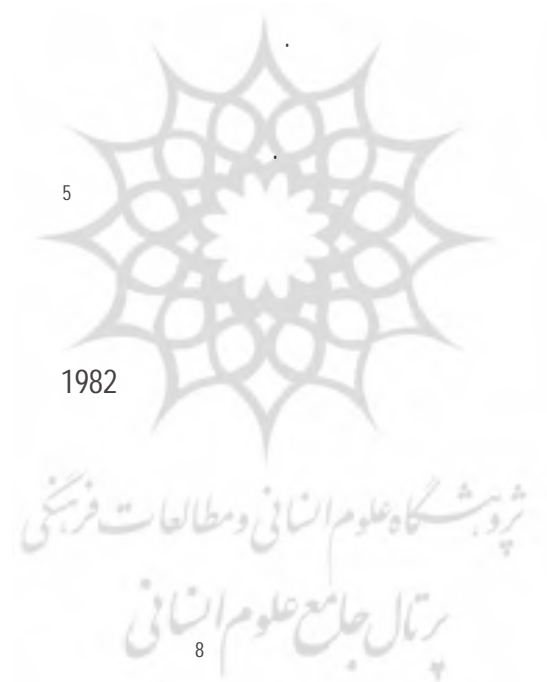 .
.
5
1982
پژوهشگاه علوم انسانی و مطالعات فرهنگی
پرتال جامع علوم انسانی
8